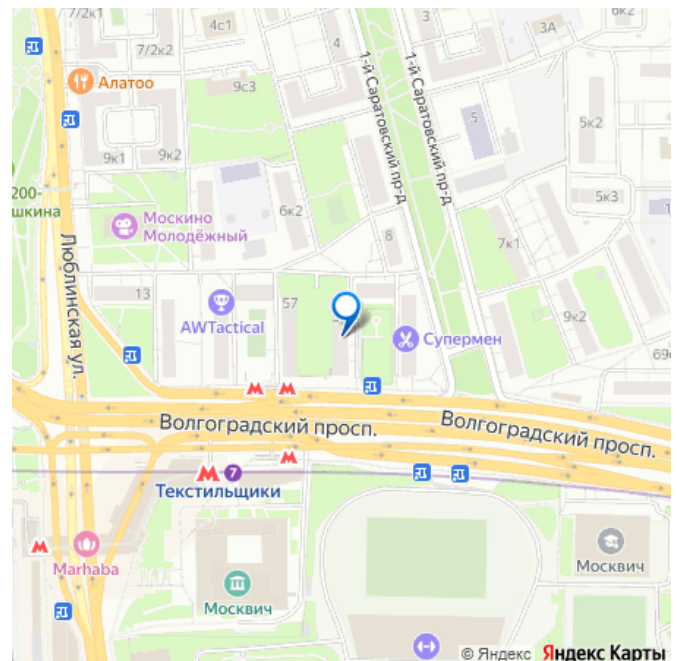 7/2к1
4с1
3
6к2
3А
7/2к2
4
Алатоо
9с3
1-й Саратовский пр-д
1-й Саратовский пр-д
5
5к2
9к1
9к2
200-
шкина
5к3
Москино
Молодёжный
6к2
8
7к1
Люблинская ул.
13
57
AWTactical
9к2
Супермен
69
Волгоградский просп.
Волгоградский просп.
7
Текстильщики
Marhaba
Москвич
Москвич
© Яндекс Яндекс Карты